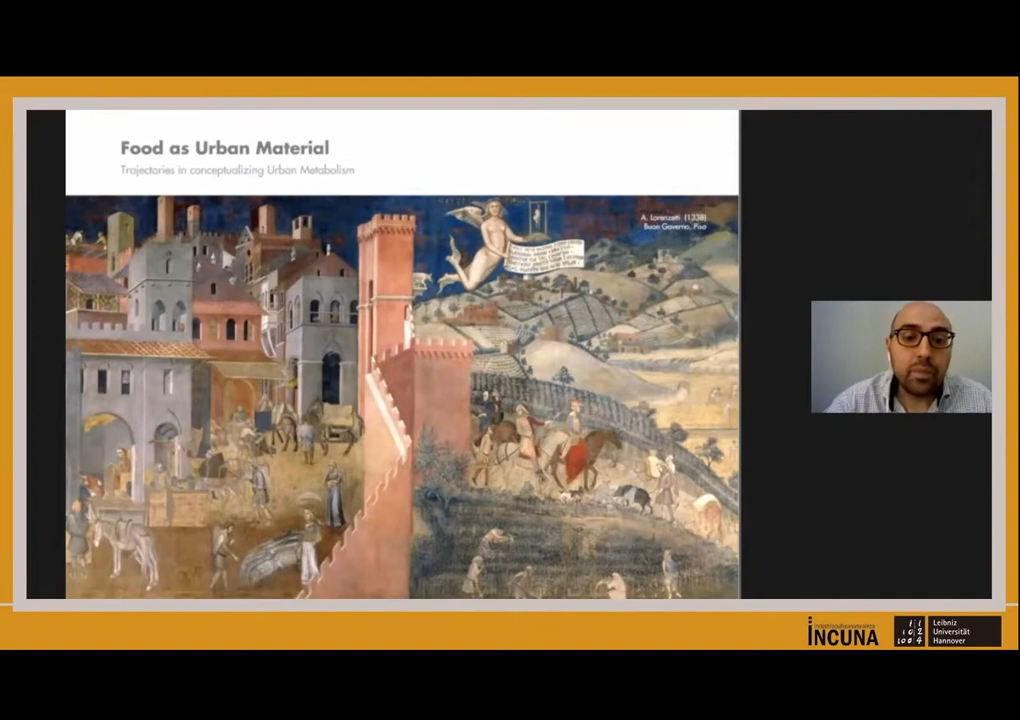 Food as Urban Material
Trajectories in conceptualizing Urban Metabolism
A. Lorenzetti (1338)
Buon Governo, Pisa
INCUNA
Leibniz
Universität
Hannover